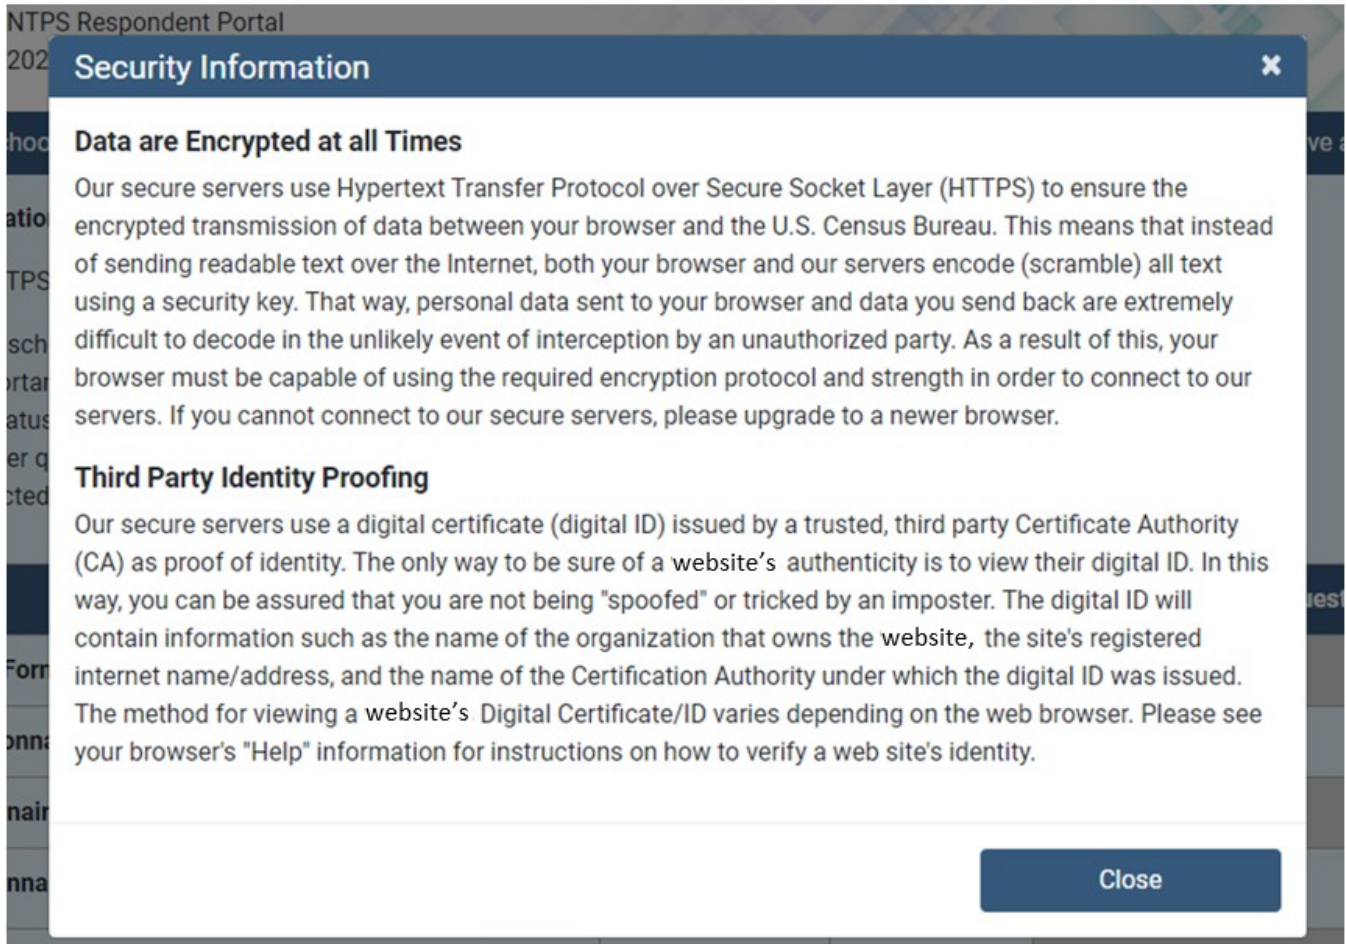 NTPS Respondent Portal
202
Security Information
Data are Encrypted at all Times
Our secure servers use Hypertext Transfer Protocol over Secure Socket Layer (HTTPS) to ensure the
encrypted transmission of data between your browser and the U.S. Census Bureau. This means that instead
of sending readable text over the Internet, both your browser and our servers encode (scramble) all text
using a security key. That way, personal data sent to your browser and data you send back are extremely
difficult to decode in the unlikely event of interception by an unauthorized party. As a result of this, your
browser must be capable of using the required encryption protocol and strength in order to connect to our
servers. If you cannot connect to our secure servers, please upgrade to a newer browser.
Third Party Identity Proofing
Our secure servers use a digital certificate (digital ID) issued by a trusted, third party Certificate Authority
(CA) as proof of identity. The only way to be sure of a website’s authenticity is to view their digital ID. In this
way, you can be assured that you are not being "spoofed" or tricked by an imposter. The digital ID will
contain information such as the name of the organization that owns the website, the site's registered
internet name/address, and the name of the Certification Authority under which the digital ID was issued.
The method for viewing a website’s Digital Certificate/ID varies depending on the web browser. Please see
your browser's "Help" information for instructions on how to verify a web site's identity.
Close